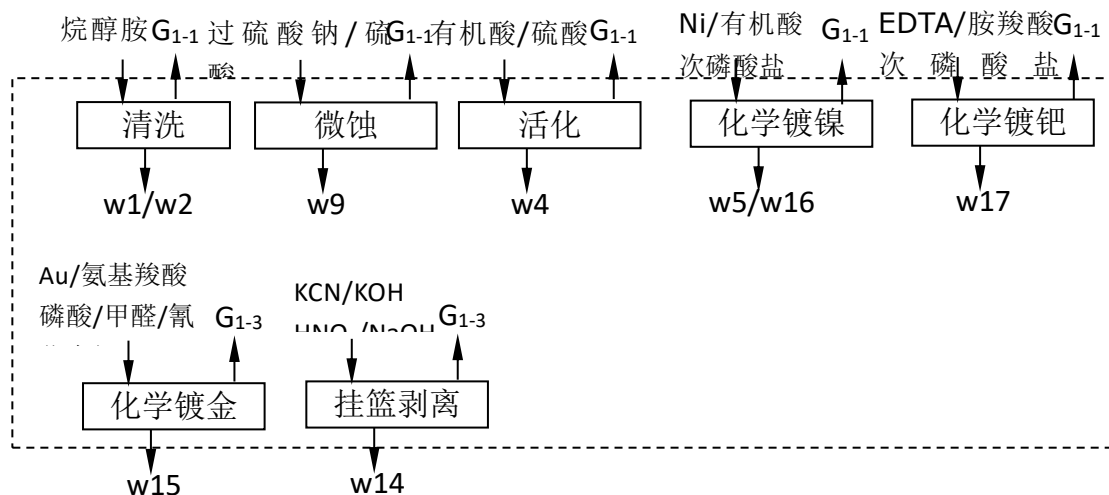 烷醇胺 G1-1 过硫酸钠/硫 G1-1 有机酸/硫酸 G1-1 Ni/有机酸 G1-1 EDTA/胺羧酸 G1-1
酸 次磷酸盐 次磷酸盐
清洗 微蚀 活化 化学镀镍 化学镀钯
w1/w2 w9 w4 w5/w16 w17
Au/氨基羧酸 KCN/KOH
磷酸/甲醛/氰 G1-3 HNO /NaOH G1-3
化学镀金 挂篮剥离
w15 w14